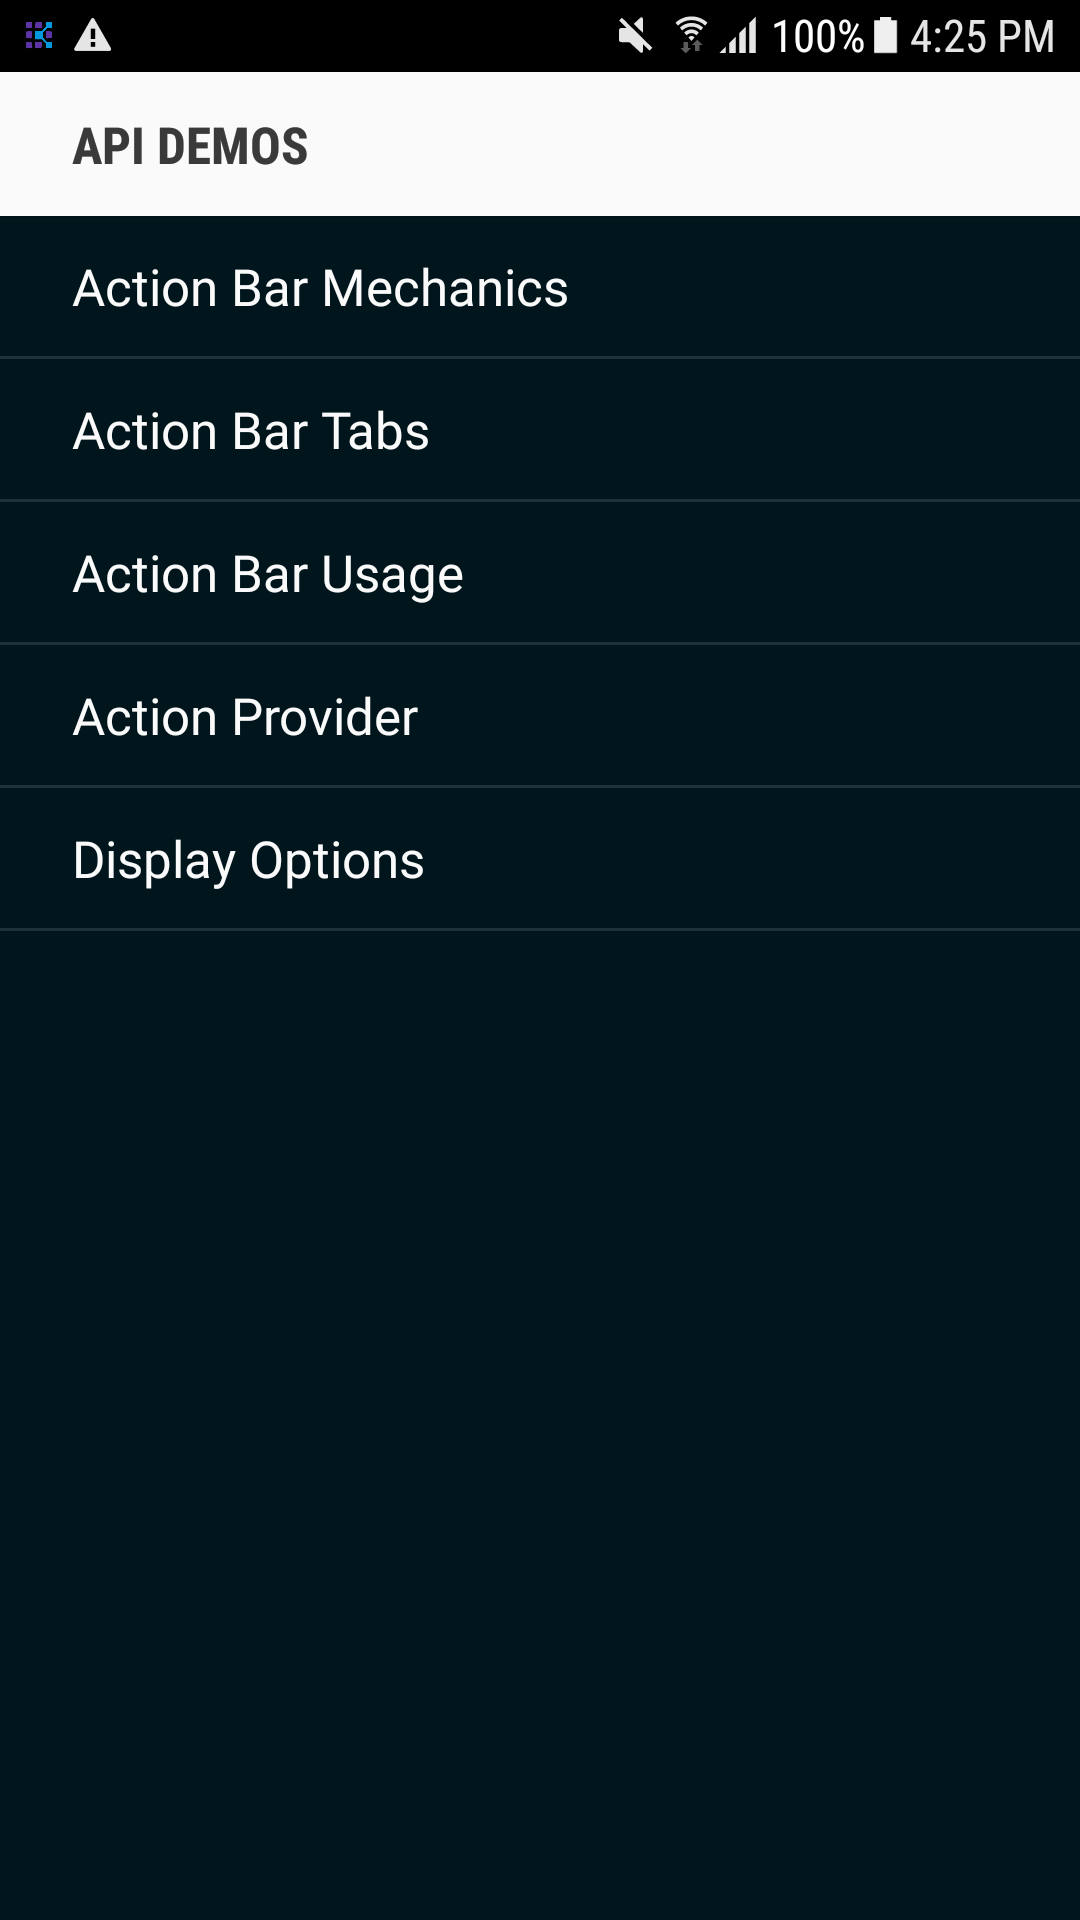 100% 4:25 PM
API DEMOS
Action Bar Mechanics
Action Bar Tabs
Action Bar Usage
Action Provider
Display Options